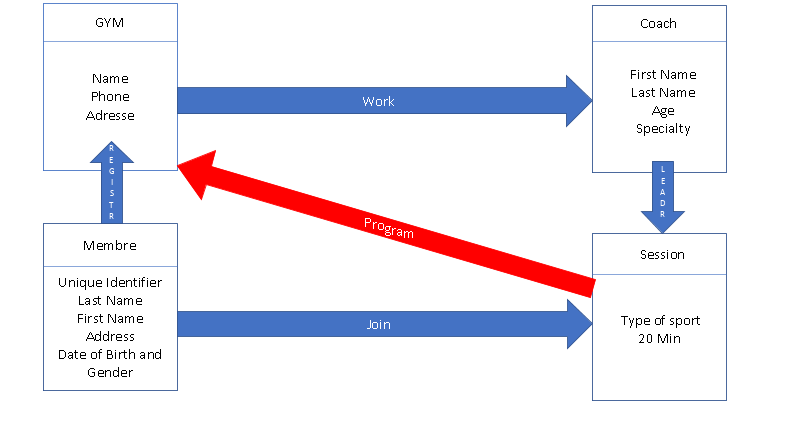 GYM
Name
Phone
Adresse
Coach
First Name
Last Name
Age
Specialty
Work
REGISTR
LEADR
Program
Membre
Unique Identifier
Last Name
First Name
Address
Date of Birth and
Gender
Join
Session
Type of sport
20 Min